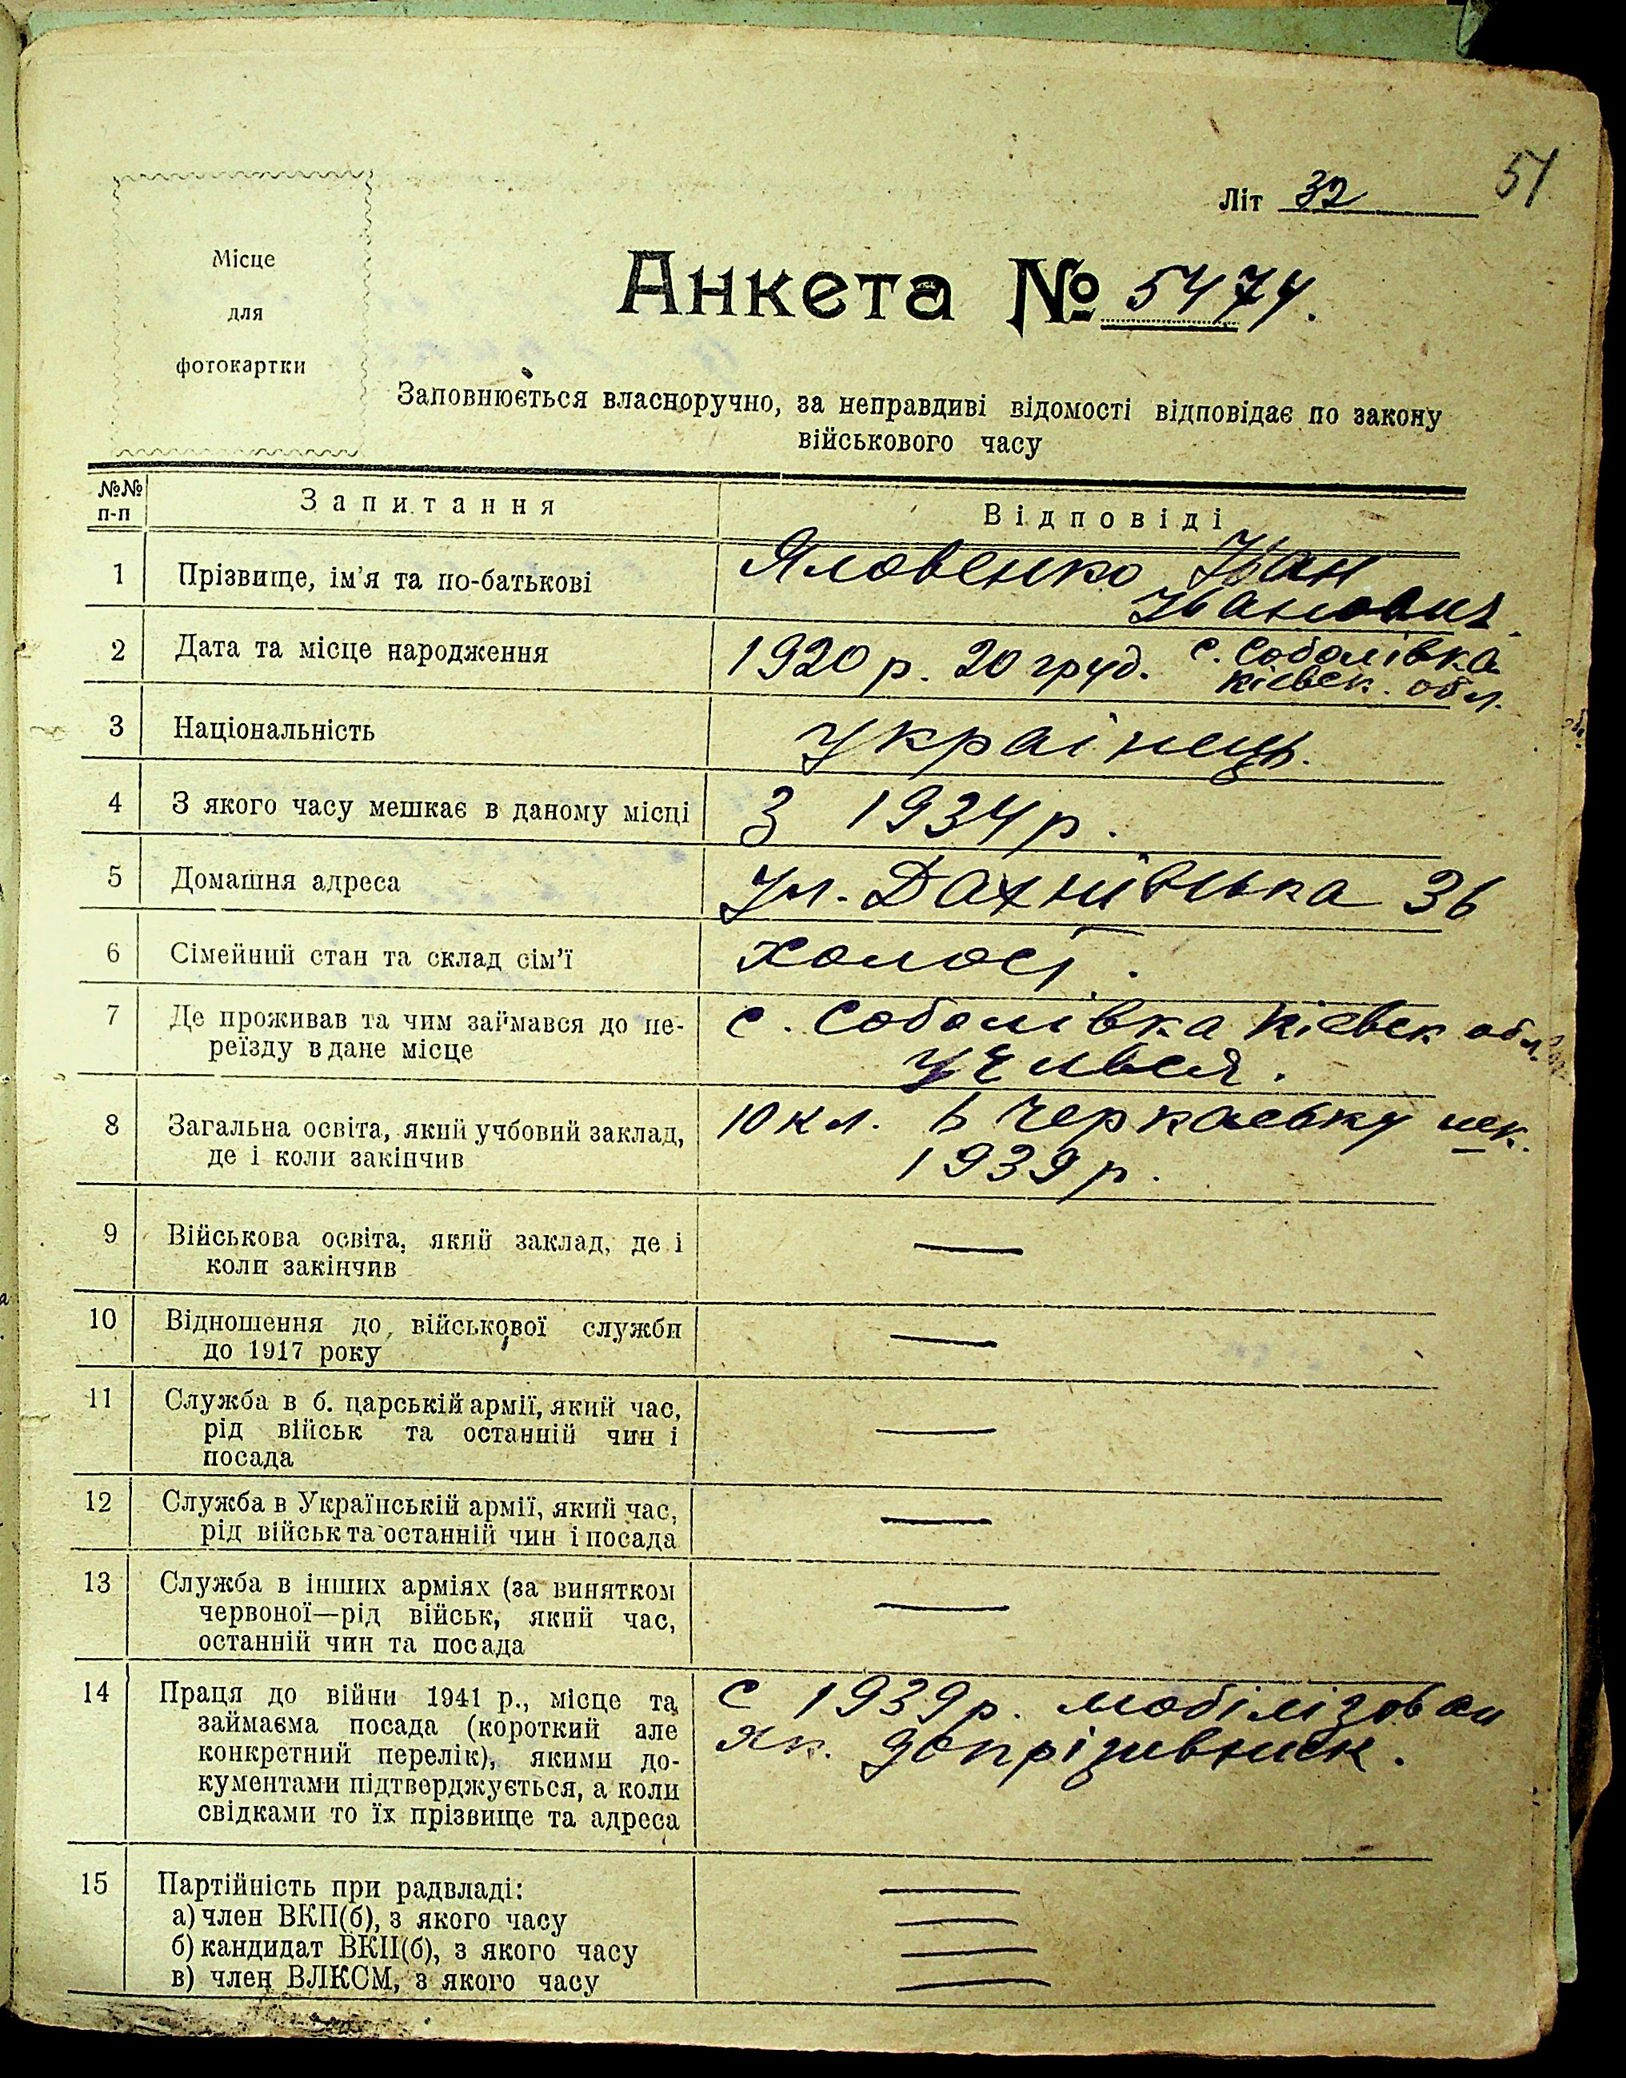 51
Літ 32
Місце
для
фотокартки
Анкета № 5474.
Заповнюється власноручно, за неправдиві відомості відповідає по закону
військового часу
№№ п-п
Запитання
Відповіді
1 Прізвище, ім'я та по-батькові
Яловенко Іван
Іванович
2 Дата та місце народження
1920 р. 20 груд. с. Соболівка
Кієвск. обл.
3 Національність
Українець.
4 З якого часу мешкає в даному місці
З 1934 р.
5 Домашня адреса
Ул. Дахнівська 36
6 Сімейний стан та склад сім'ї
Холост.
7 Де проживав та чим займався до пе-
реїзду в дане місце
с. Соболівка Кієвск обл.
учився.
8 Загальна освіта, який учбовий заклад,
де і коли закінчив
10 кл. в Черкаську шк.
1939 р.
9 Військова освіта, який заклад, де і
коли закінчив
—
10 Відношення до військової служби
до 1917 року
—
11 Служба в б. царській армії, який час,
рід військ та останній чин і
посада
—
12 Служба в Українській армії, який час,
рід військ та останній чин і посада
—
13 Служба в інших арміях (за винятком
червоної—рід військ, який час,
останній чин та посада
—
14 Праця до війни 1941 р., місце та
займаєма посада (короткий але
конкретний перелік), якими до-
кументами підтверджується, а коли
свідками то їх прізвище та адреса
с 1939 р. мобілізован
як допрізивник.
15 Партійність при радвладі:
—
а) член ВКП(б), з якого часу
—
б) кандидат ВКП(б), з якого часу
—
в) член ВЛКСМ, з якого часу
—